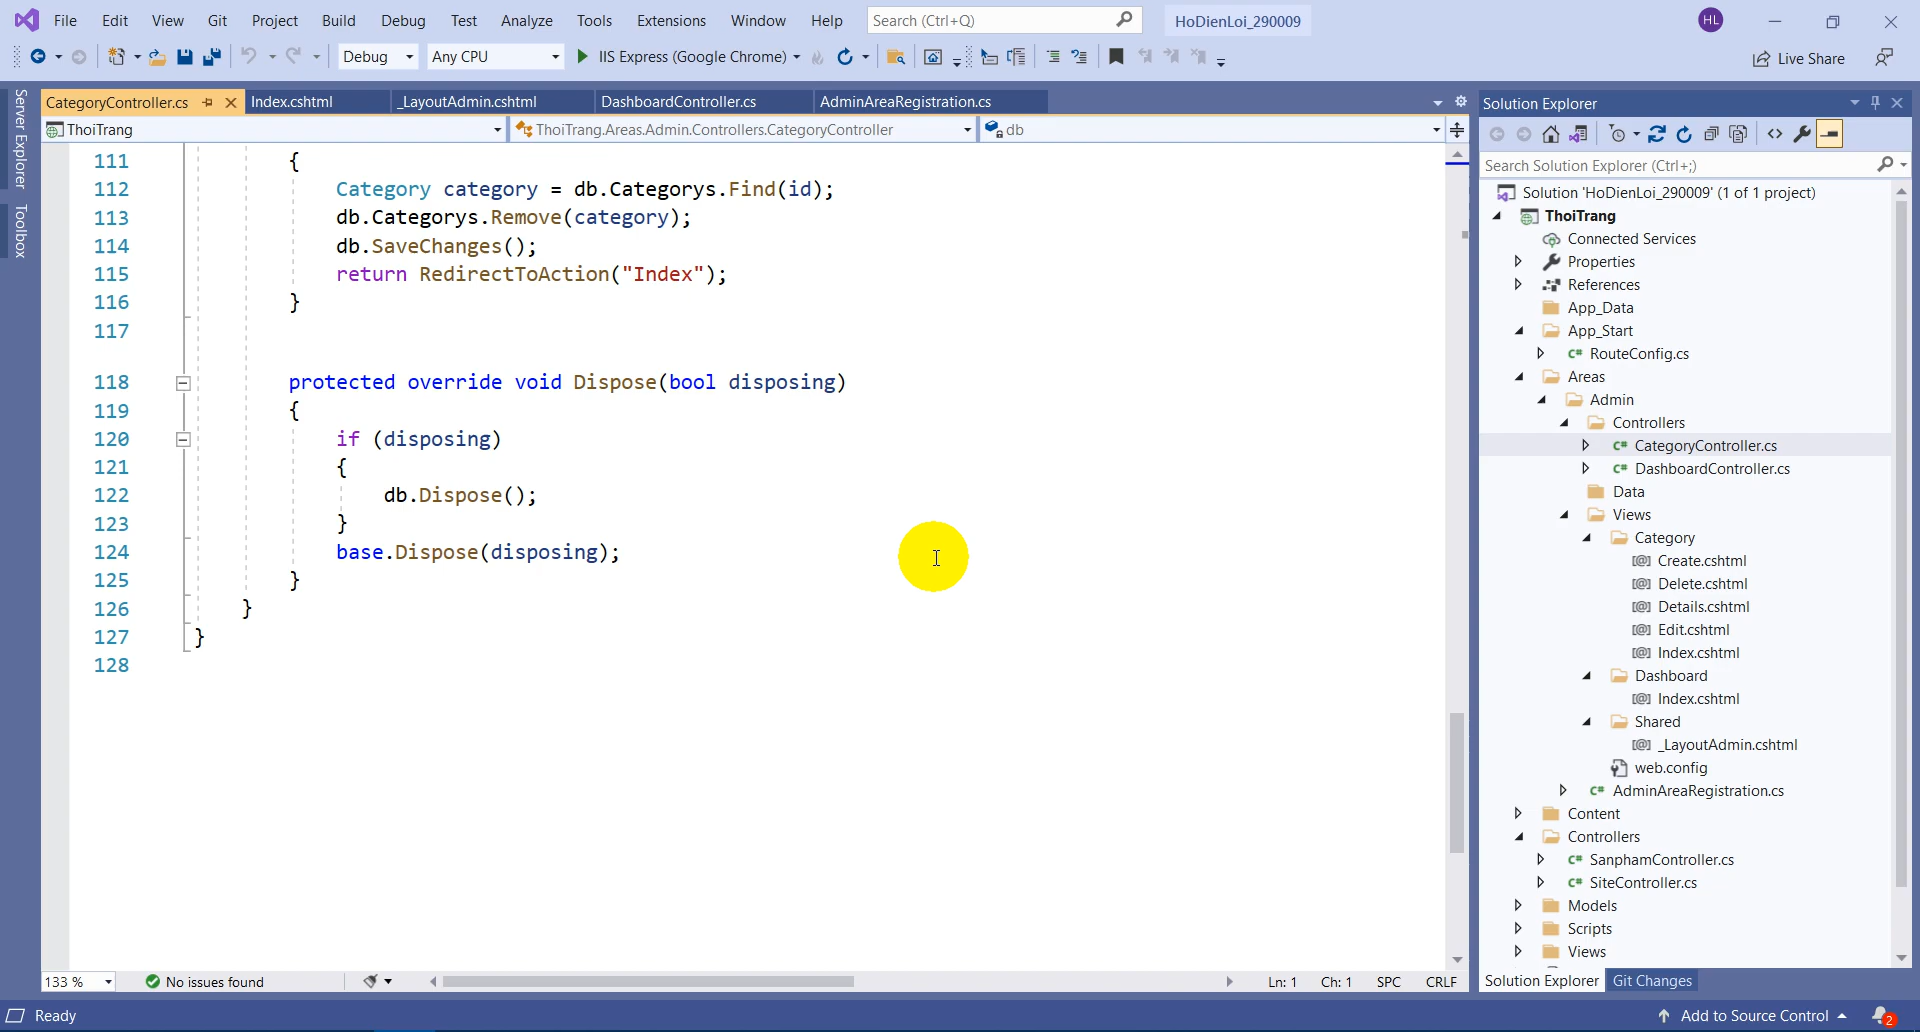 File Edit View Git Project Build Debug Test Analyze Tools Extensions Window Help Search (Ctrl+Q) HoDienLoi_290009 HL
Debug Any CPU IIS Express (Google Chrome) Live Share
Server Explorer
Toolbox
CategoryController.cs Index.cshtml _LayoutAdmin.cshtml DashboardController.cs AdminAreaRegistration.cs
ThoiTrang ThoiTrang.Areas.Admin.Controllers.CategoryController db
111 {
112 Category category = db.Categorys.Find(id);
113 db.Categorys.Remove(category);
114 db.SaveChanges();
115 return RedirectToAction("Index");
116 }
117
118 protected override void Dispose(bool disposing)
119 {
120 if (disposing)
121 {
122 db.Dispose();
123 }
124 base.Dispose(disposing);
125 }
126 }
127 }
128
133 % No issues found Ln: 1 Ch: 1 SPC CRLF
Solution Explorer
Search Solution Explorer (Ctrl+;)
Solution 'HoDienLoi_290009' (1 of 1 project)
ThoiTrang
Connected Services
Properties
References
App_Data
App_Start
C# RouteConfig.cs
Areas
Admin
Controllers
C# CategoryController.cs
C# DashboardController.cs
Data
Views
Category
[@] Create.cshtml
[@] Delete.cshtml
[@] Details.cshtml
[@] Edit.cshtml
[@] Index.cshtml
Dashboard
[@] Index.cshtml
Shared
[@] _LayoutAdmin.cshtml
web.config
C# AdminAreaRegistration.cs
Content
Controllers
C# SanphamController.cs
C# SiteController.cs
Models
Scripts
Views
Solution Explorer Git Changes
Ready Add to Source Control 2